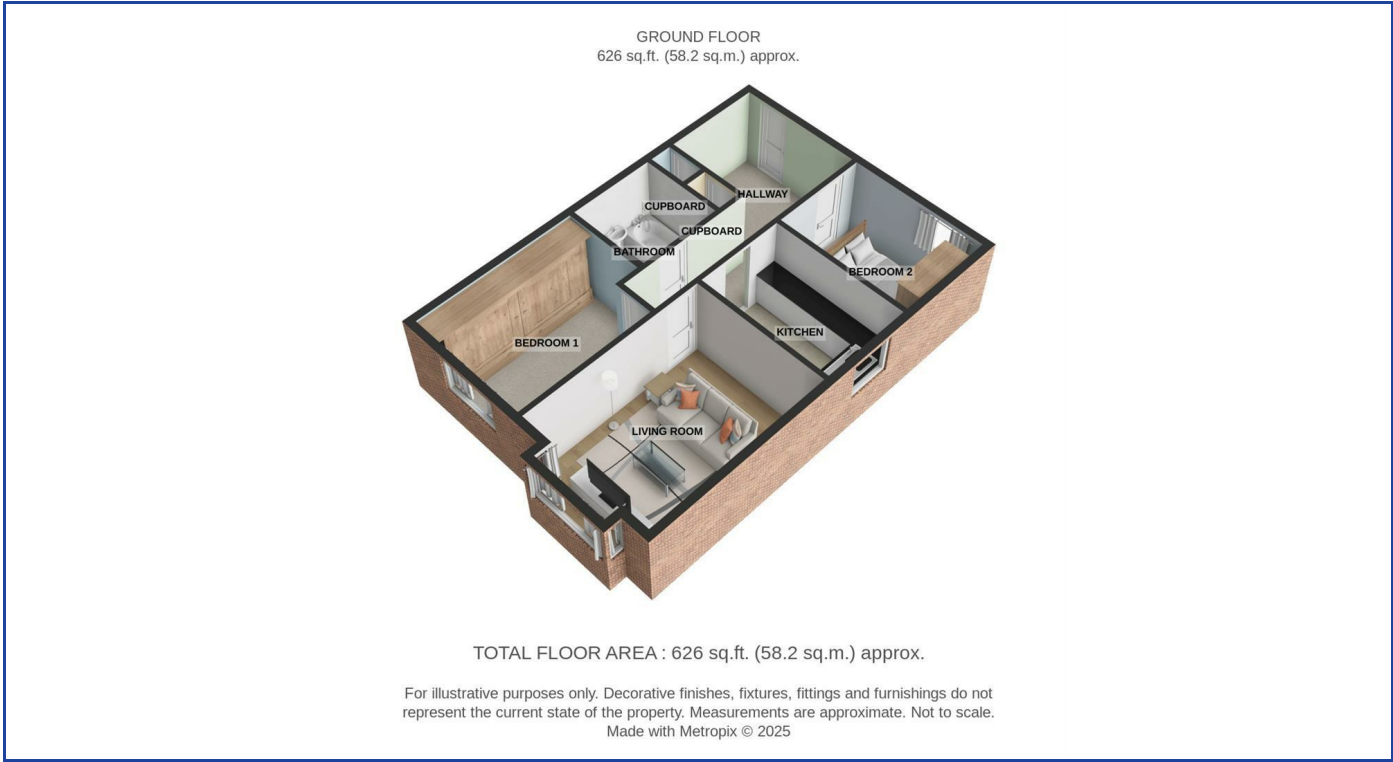 GROUND FLOOR
626 sq.ft. (58.2 sq.m.) approx.
HALLWAY
CUPBOARD
CUPBOARD
BATHROOM
BEDROOM 2
KITCHEN
BEDROOM 1
LIVING ROOM
TOTAL FLOOR AREA : 626 sq.ft. (58.2 sq.m.) approx.
For illustrative purposes only. Decorative finishes, fixtures, fittings and furnishings do not
represent the current state of the property. Measurements are approximate. Not to scale.
Made with Metropix © 2025